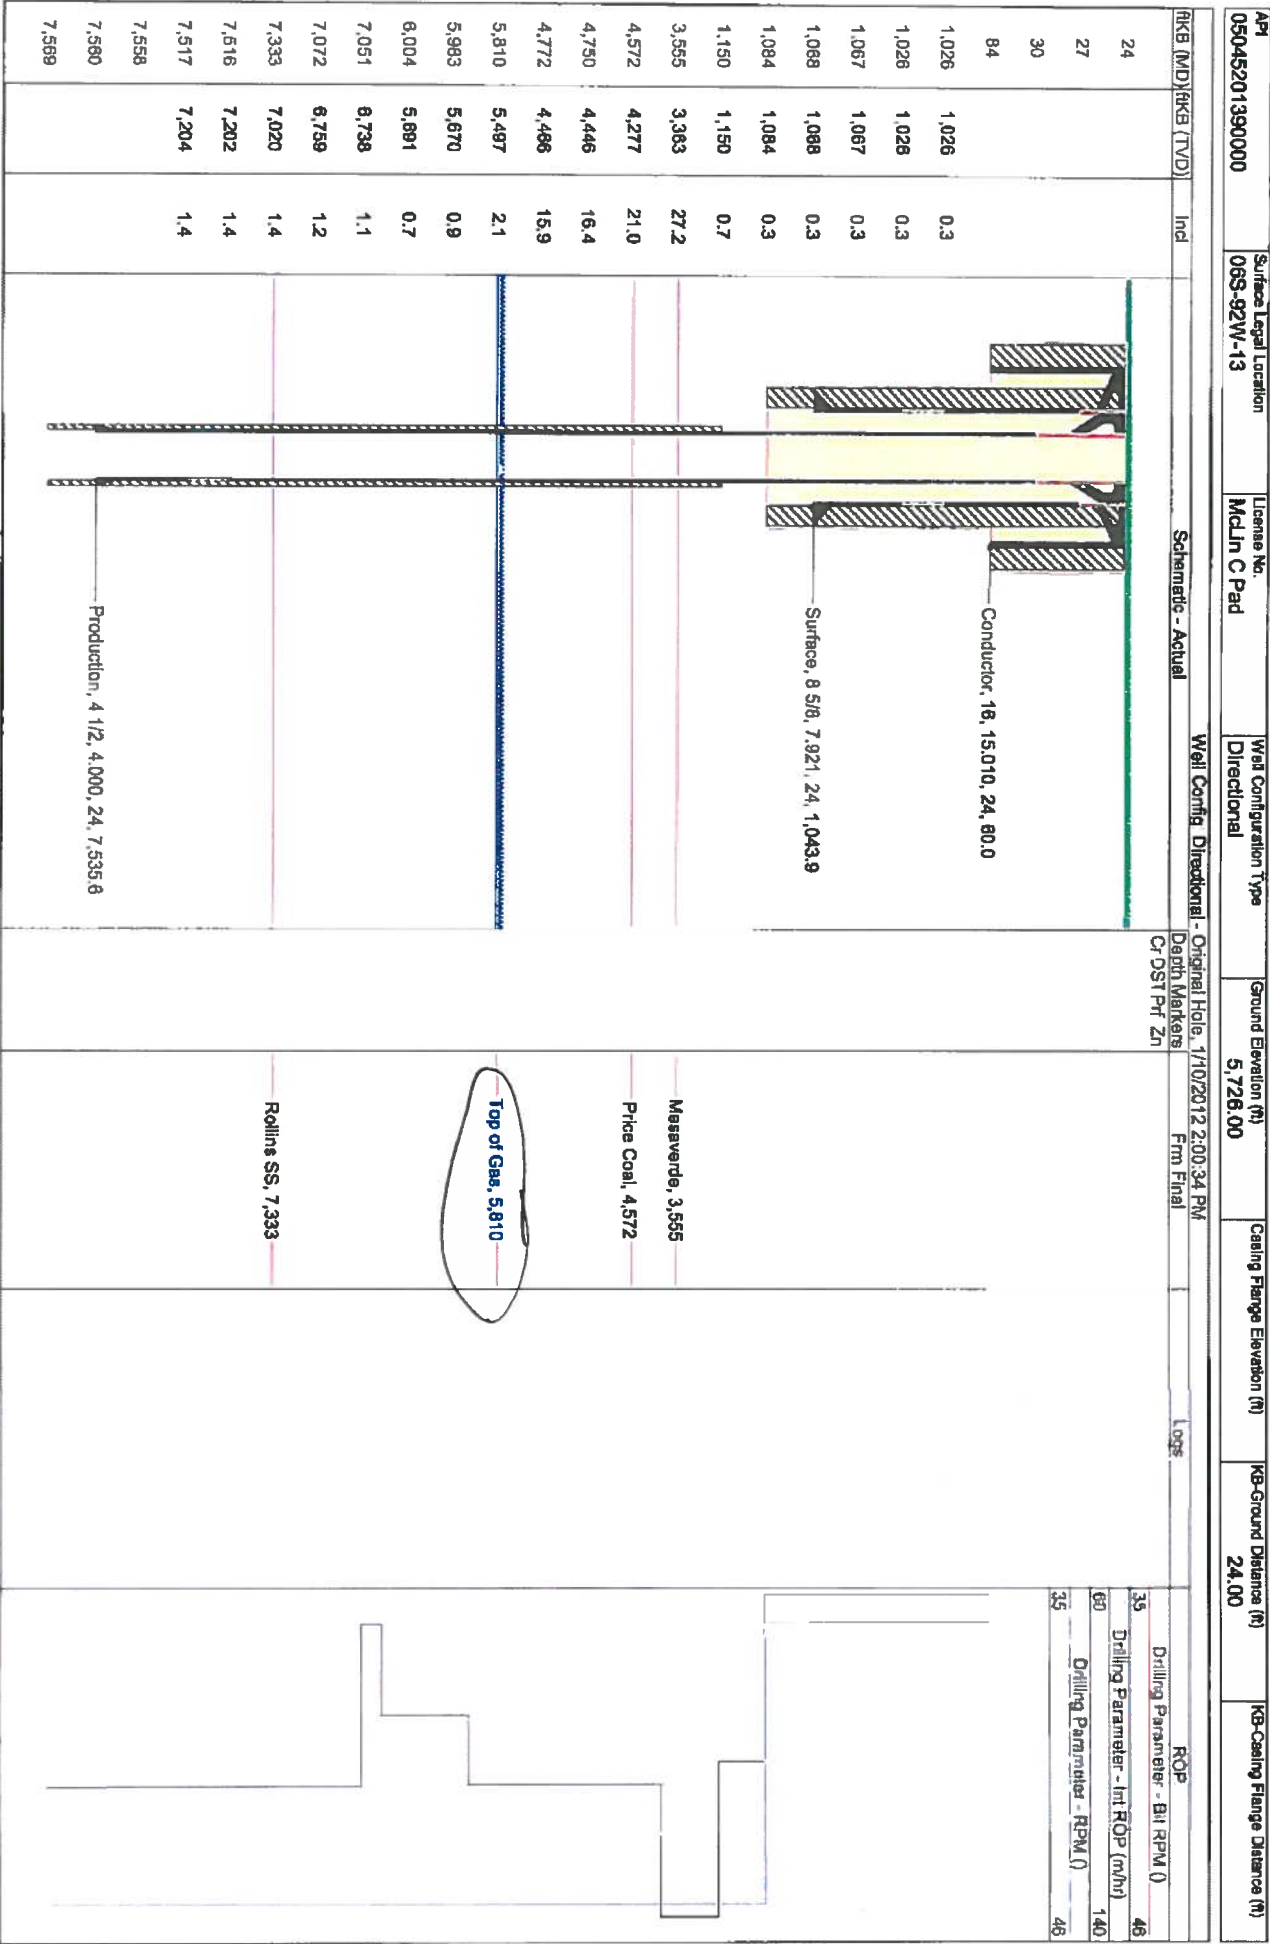 API
05045201390000
Surface Legal Location
06S-92W-13
License No.
McLin C Pad
Well Configuration Type
Directional
Ground Elevation (ft)
5,726.00
Casing Flange Elevation (ft)
KB-Ground Distance (ft)
24.00
KB-Casing Flange Distance (ft)
Well Config: Directional - Original Hole, 1/10/2012 2:00:34 PM
ftKB (MD)
ftKB (TVD)
Incl
Schematic - Actual
Depth Markers
Cr DST Prf Zn
Frm Final
Logs
ROP
Drilling Parameter - Bit RPM ()
35 46
Drilling Parameter - Int ROP (m/hr)
60 140
Drilling Parameter - RPM ()
35 46
24
27
30
84
1,026 1,026 0.3
1,026 1,026 0.3
1,067 1,067 0.3
1,068 1,068 0.3
1,084 1,084 0.3
1,150 1,150 0.7
3,555 3,363 27.2
4,572 4,277 21.0
4,750 4,446 16.4
4,772 4,466 15.9
5,810 5,497 2.1
5,983 5,670 0.9
6,004 5,691 0.7
7,051 6,738 1.1
7,072 6,759 1.2
7,333 7,020 1.4
7,516 7,202 1.4
7,517 7,204 1.4
7,558
7,560
7,569
Conductor, 16, 15.010, 24, 60.0
Surface, 8 5/8, 7.921, 24, 1,043.9
Production, 4 1/2, 4.000, 24, 7,535.6
Mesaverde, 3,555
Price Coal, 4,572
Top of Gas, 5,810
Rollins SS, 7,333